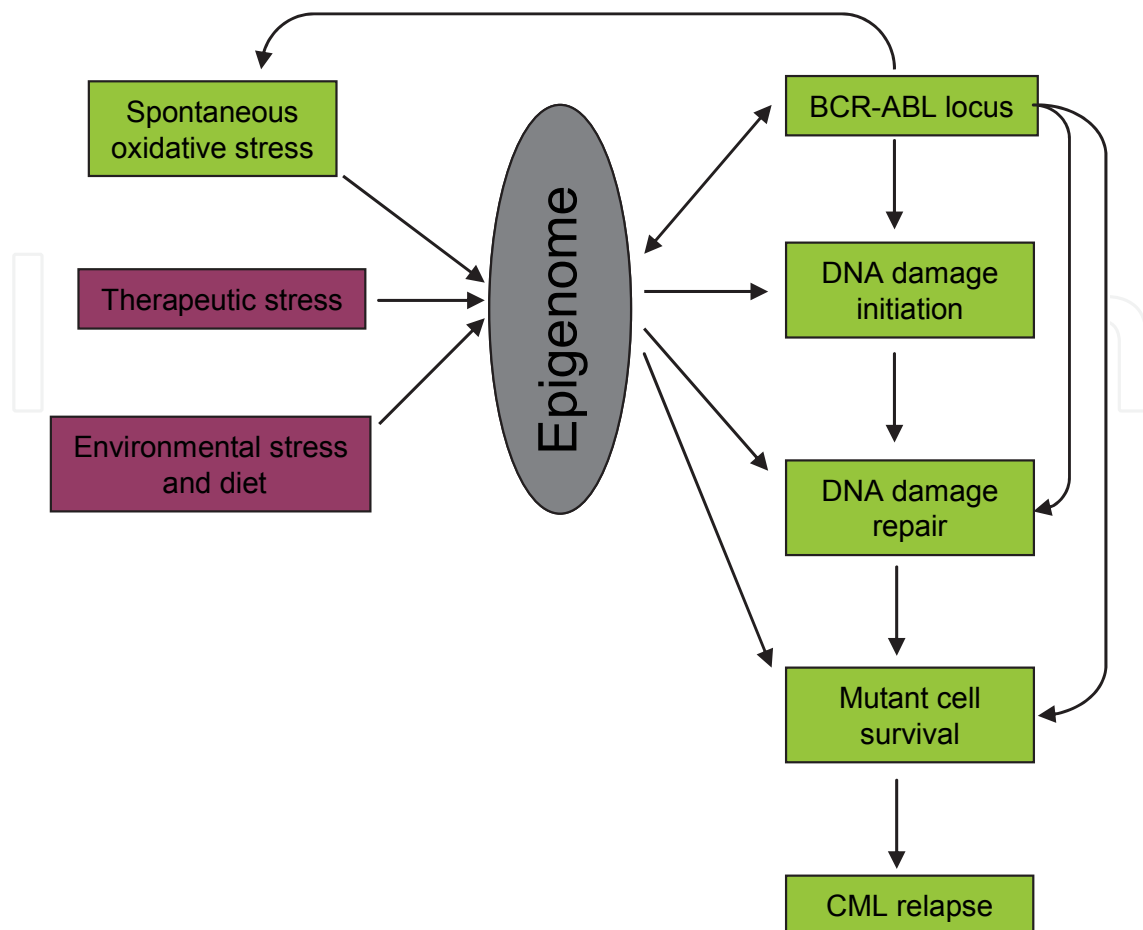 Spontaneous
oxidative stress
BCR-ABL locus
Epigenome
Therapeutic stress
DNA damage
initiation
Environmental stress
and diet
DNA damage
repair
Mutant cell
survival
CML relapse